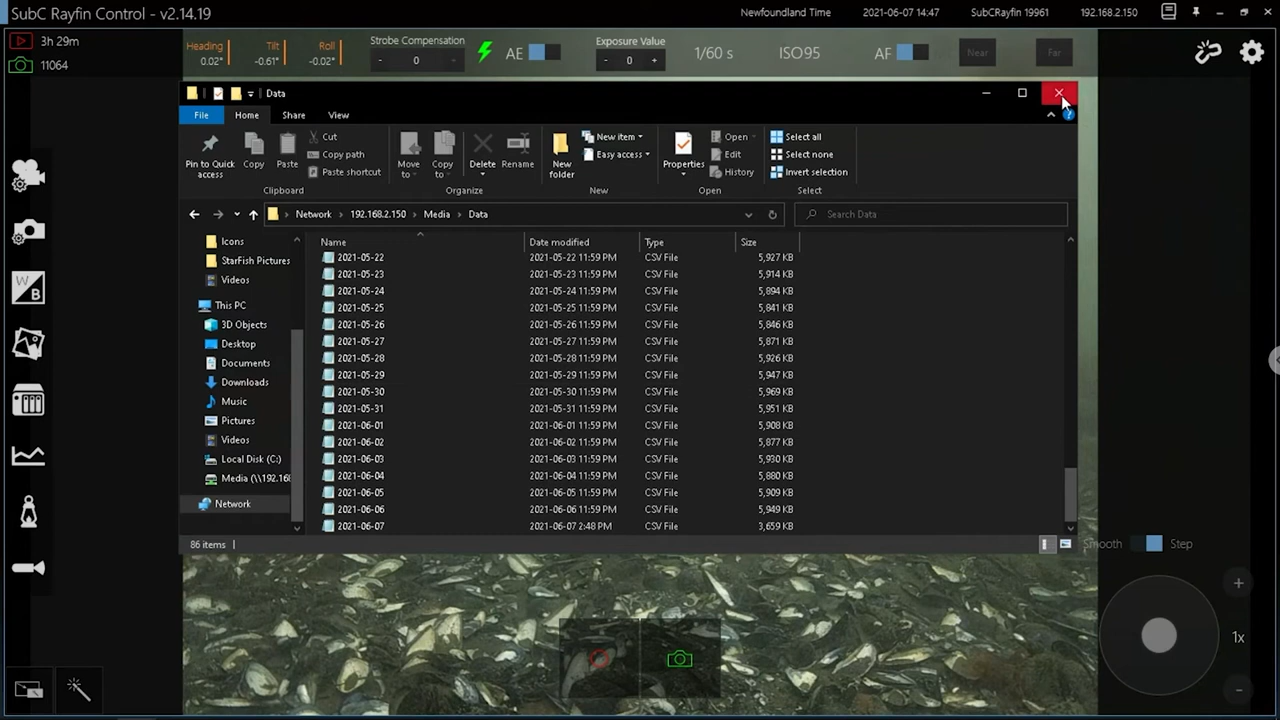 SubC Rayfin Control - v2.14.19
Newfoundland Time 2021-06-07 14:47 SubCRayfin 19961 192.168.2.150
3h 29m
11064
Heading 0.02°
Tilt -0.61°
Roll -0.02°
Strobe Compensation
- 0 +
AE
Exposure Value
- 0 +
1/60 s
ISO95
AF
Near
Far
Data
File Home Share View
Pin to Quick access
Copy
Paste
Cut
Copy path
Paste shortcut
Move to
Copy to
Delete
Rename
New folder
New item
Easy access
Properties
Open
Edit
History
Select all
Select none
Invert selection
Clipboard Organize New Open Select
Network > 192.168.2.150 > Media > Data
Search Data
Icons
StarFish Pictures
Videos
This PC
3D Objects
Desktop
Documents
Downloads
Music
Pictures
Videos
Local Disk (C:)
Media (\\192.168
Network
Name Date modified Type Size
2021-05-22 2021-05-22 11:59 PM CSV File 5,927 KB
2021-05-23 2021-05-23 11:59 PM CSV File 5,914 KB
2021-05-24 2021-05-24 11:59 PM CSV File 5,894 KB
2021-05-25 2021-05-25 11:59 PM CSV File 5,841 KB
2021-05-26 2021-05-26 11:59 PM CSV File 5,846 KB
2021-05-27 2021-05-27 11:59 PM CSV File 5,871 KB
2021-05-28 2021-05-28 11:59 PM CSV File 5,926 KB
2021-05-29 2021-05-29 11:59 PM CSV File 5,947 KB
2021-05-30 2021-05-30 11:59 PM CSV File 5,969 KB
2021-05-31 2021-05-31 11:59 PM CSV File 5,951 KB
2021-06-01 2021-06-01 11:59 PM CSV File 5,908 KB
2021-06-02 2021-06-02 11:59 PM CSV File 5,877 KB
2021-06-03 2021-06-03 11:59 PM CSV File 5,930 KB
2021-06-04 2021-06-04 11:59 PM CSV File 5,880 KB
2021-06-05 2021-06-05 11:59 PM CSV File 5,909 KB
2021-06-06 2021-06-06 11:59 PM CSV File 5,949 KB
2021-06-07 2021-06-07 2:48 PM CSV File 3,659 KB
86 items
W B
Smooth Step
+
1x
-